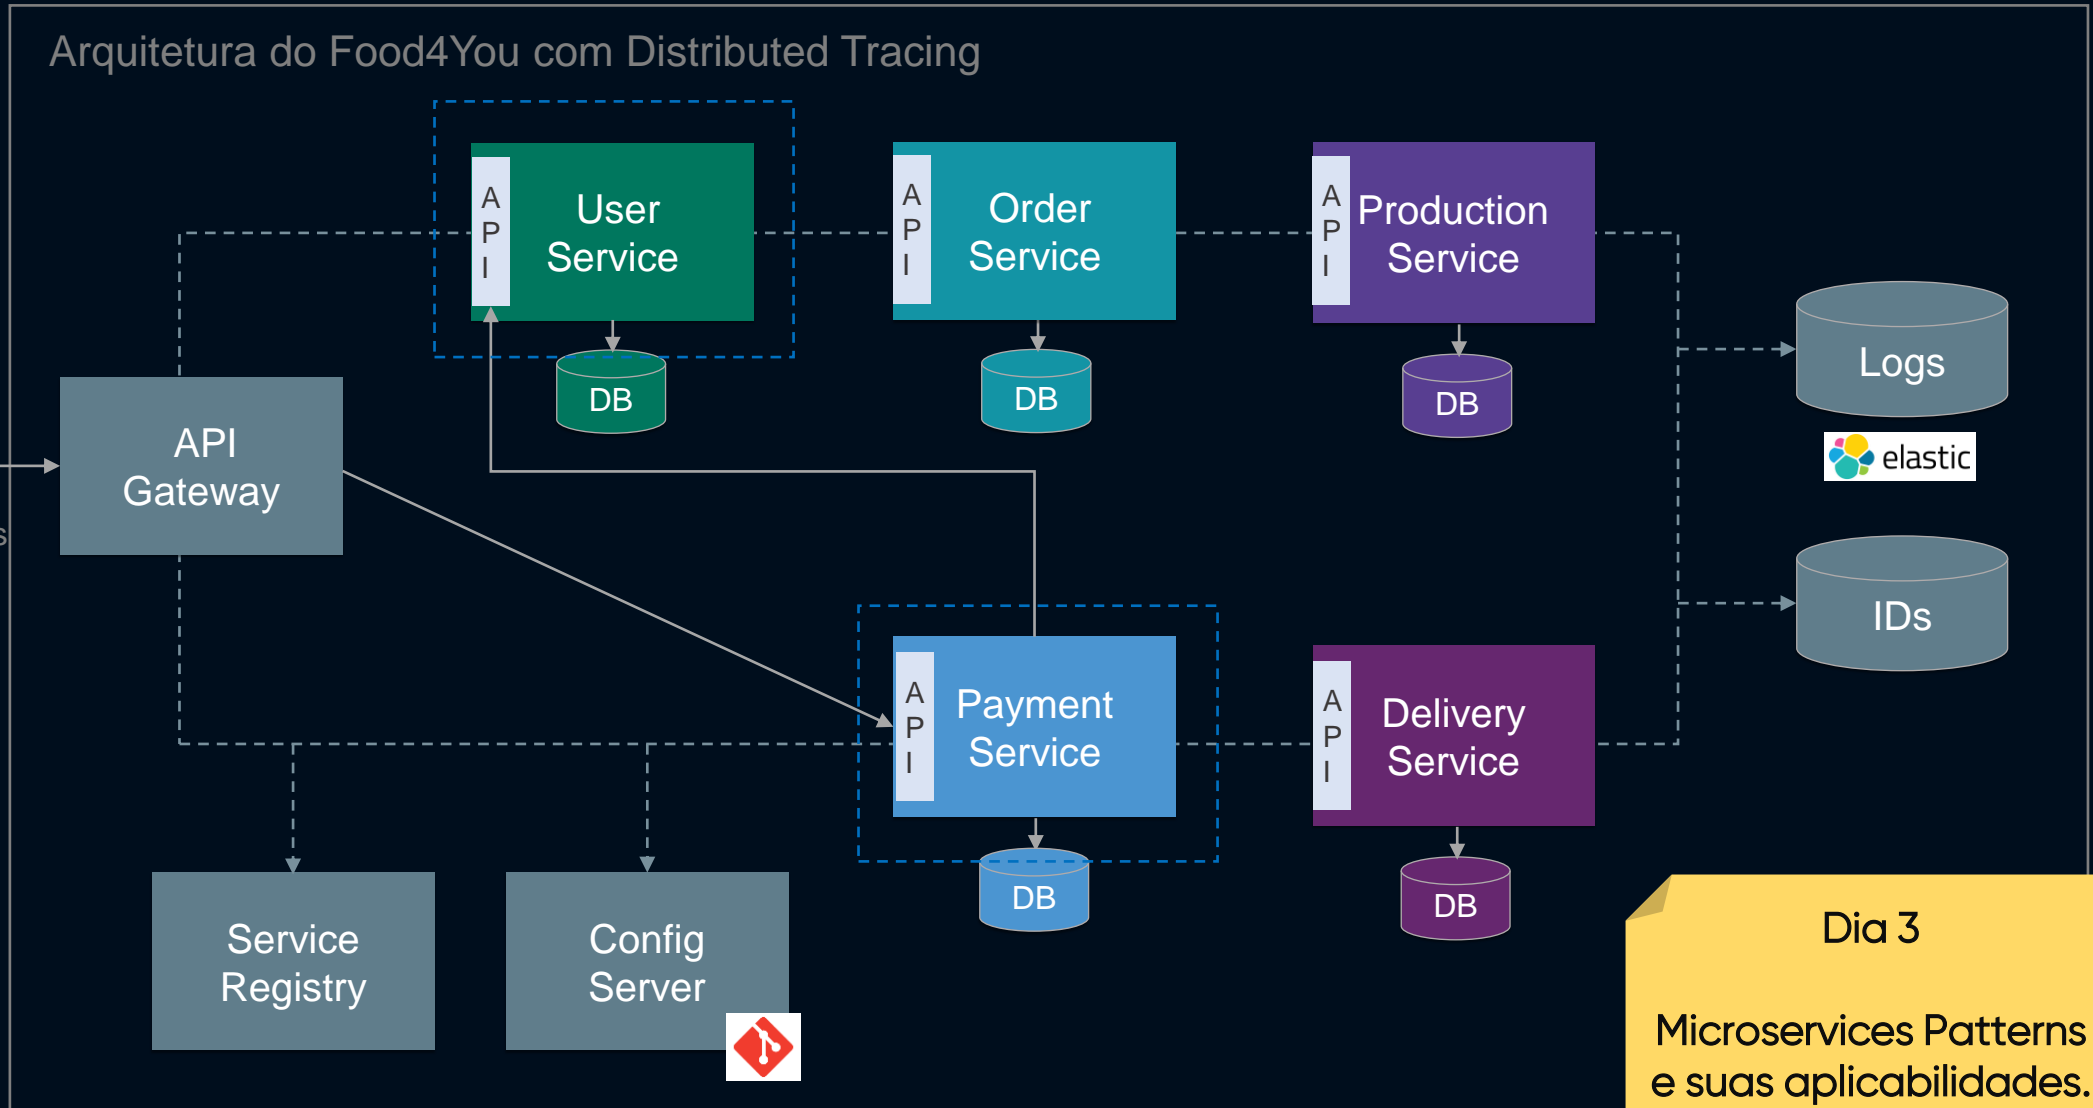 Arquitetura do Food4You com Distributed Tracing
A
P
I
User
Service
A
P
I
Order
Service
A
P
I
Production
Service
DB
DB
DB
Logs
elastic
API
Gateway
s
IDs
A
P
I
Payment
Service
A
P
I
Delivery
Service
DB
DB
Service
Registry
Config
Server
Dia 3
Microservices Patterns
e suas aplicabilidades.